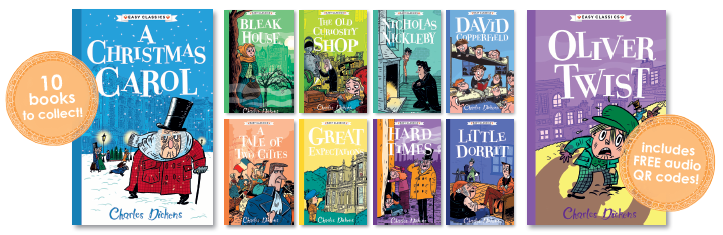 10
books
to collect!
EASY CLASSICS
A
CHRISTMAS
CAROL
Charles Dickens
EASY CLASSICS
BLEAK
HOUSE
Charles Dickens
EASY CLASSICS
THE OLD
CURIOSITY
SHOP
Charles Dickens
EASY CLASSICS
NICHOLAS
NICKLEBY
Charles Dickens
EASY CLASSICS
DAVID
COPPERFIELD
Charles Dickens
EASY CLASSICS
A
TALE OF
TWO CITIES
Charles Dickens
EASY CLASSICS
GREAT
EXPECTATIONS
Charles Dickens
EASY CLASSICS
HARD
TIMES
Charles Dickens
EASY CLASSICS
LITTLE
DORRIT
Charles Dickens
EASY CLASSICS
OLIVER
TWIST
Charles Dickens
includes
FREE audio
QR codes!